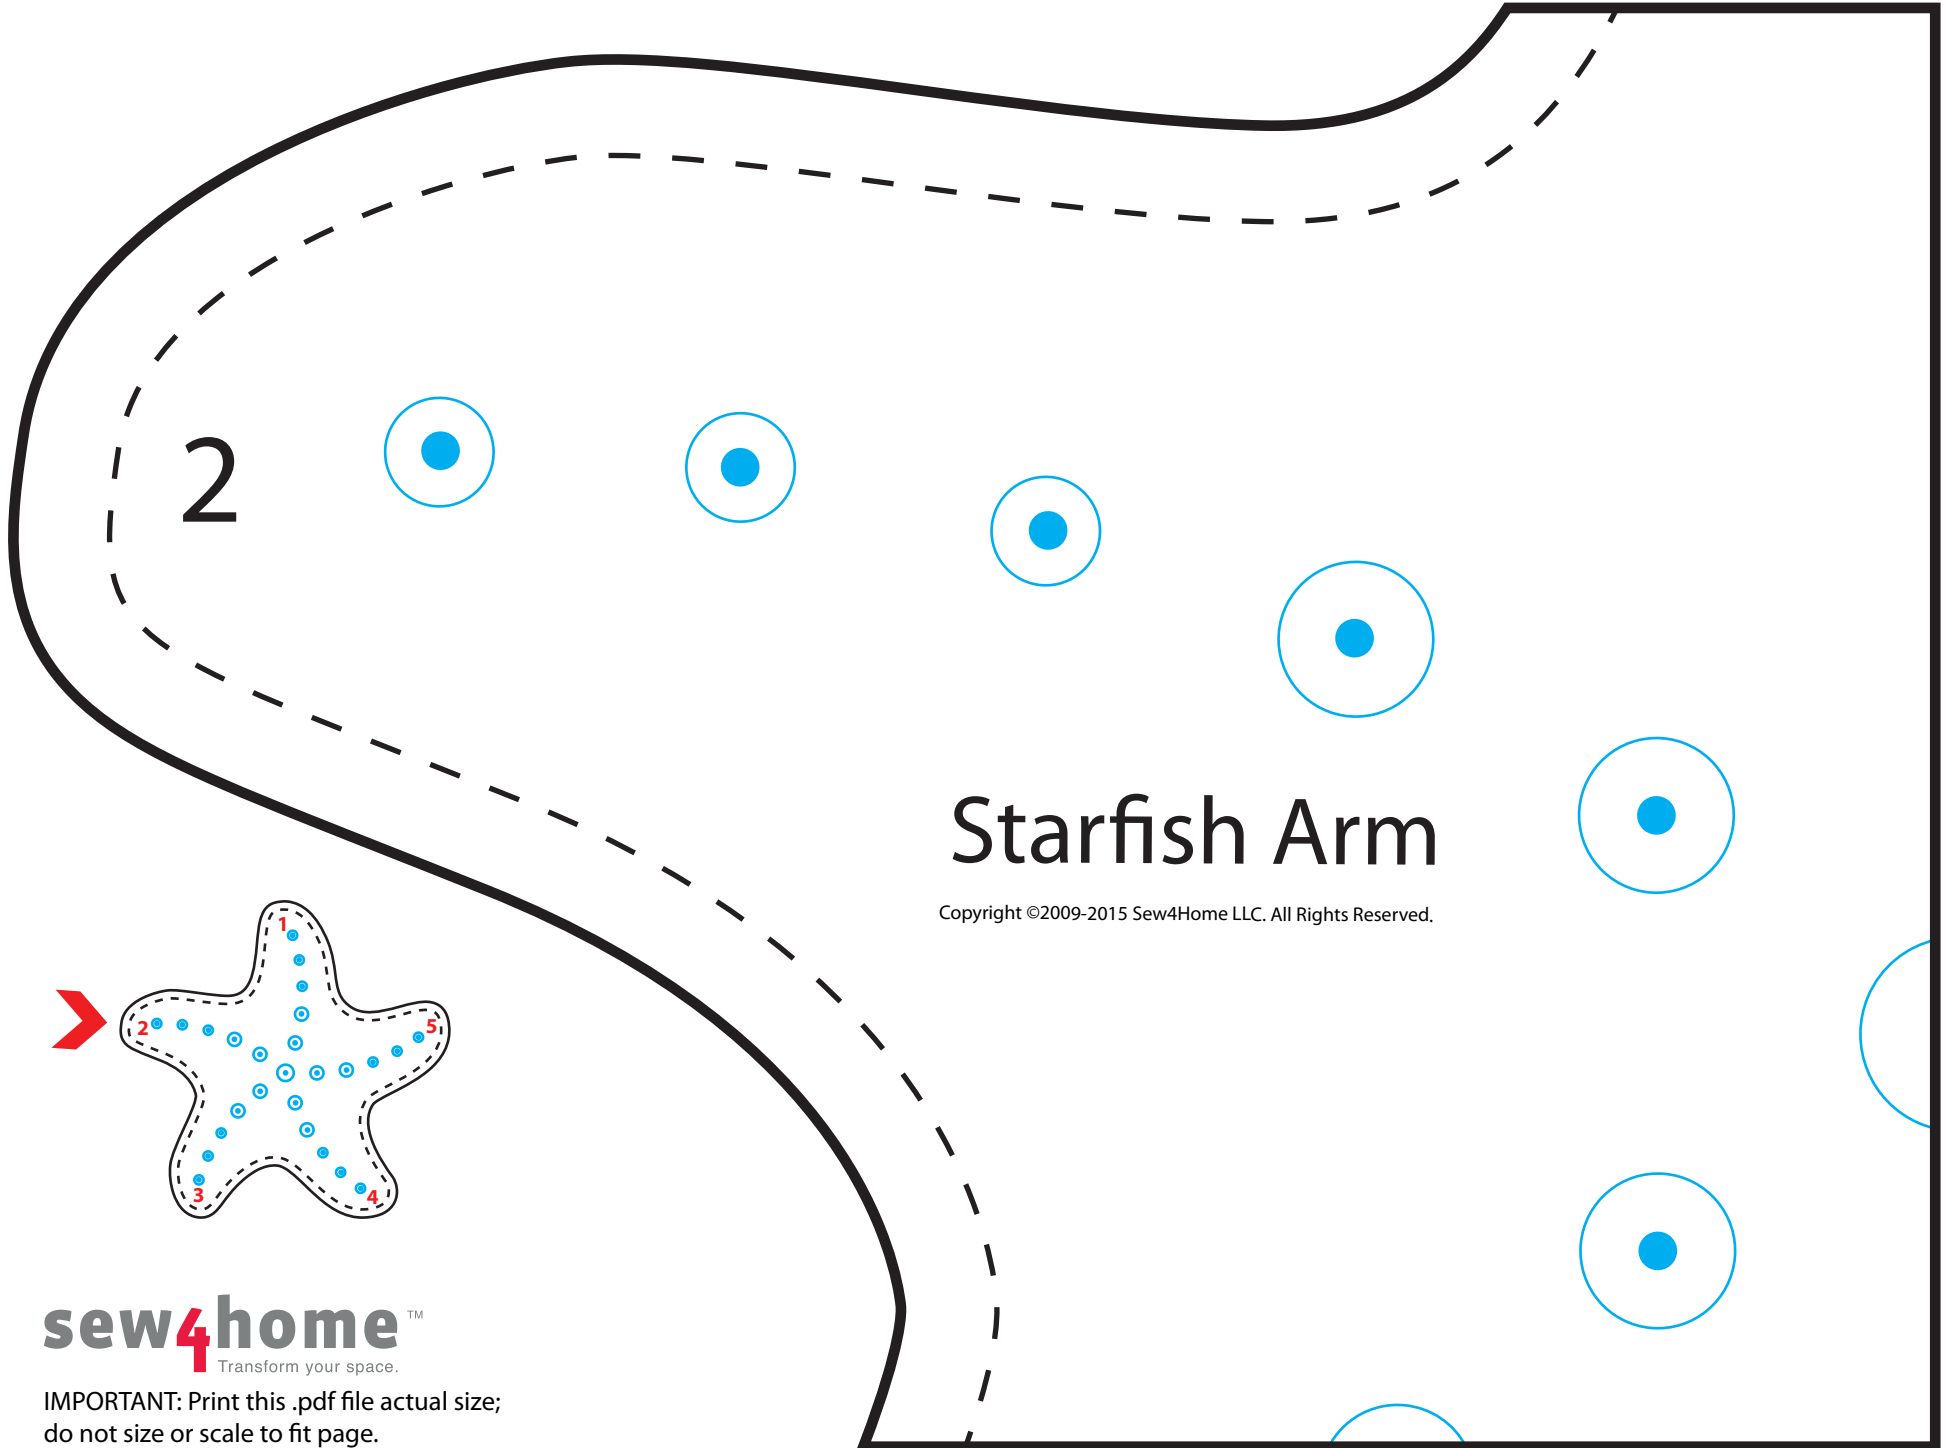 2
Starfish Arm
Copyright ©2009-2015 Sew4Home LLC. All Rights Reserved.
1
2
5
3
4
sew4home™
Transform your space.
IMPORTANT: Print this .pdf file actual size;
do not size or scale to fit page.